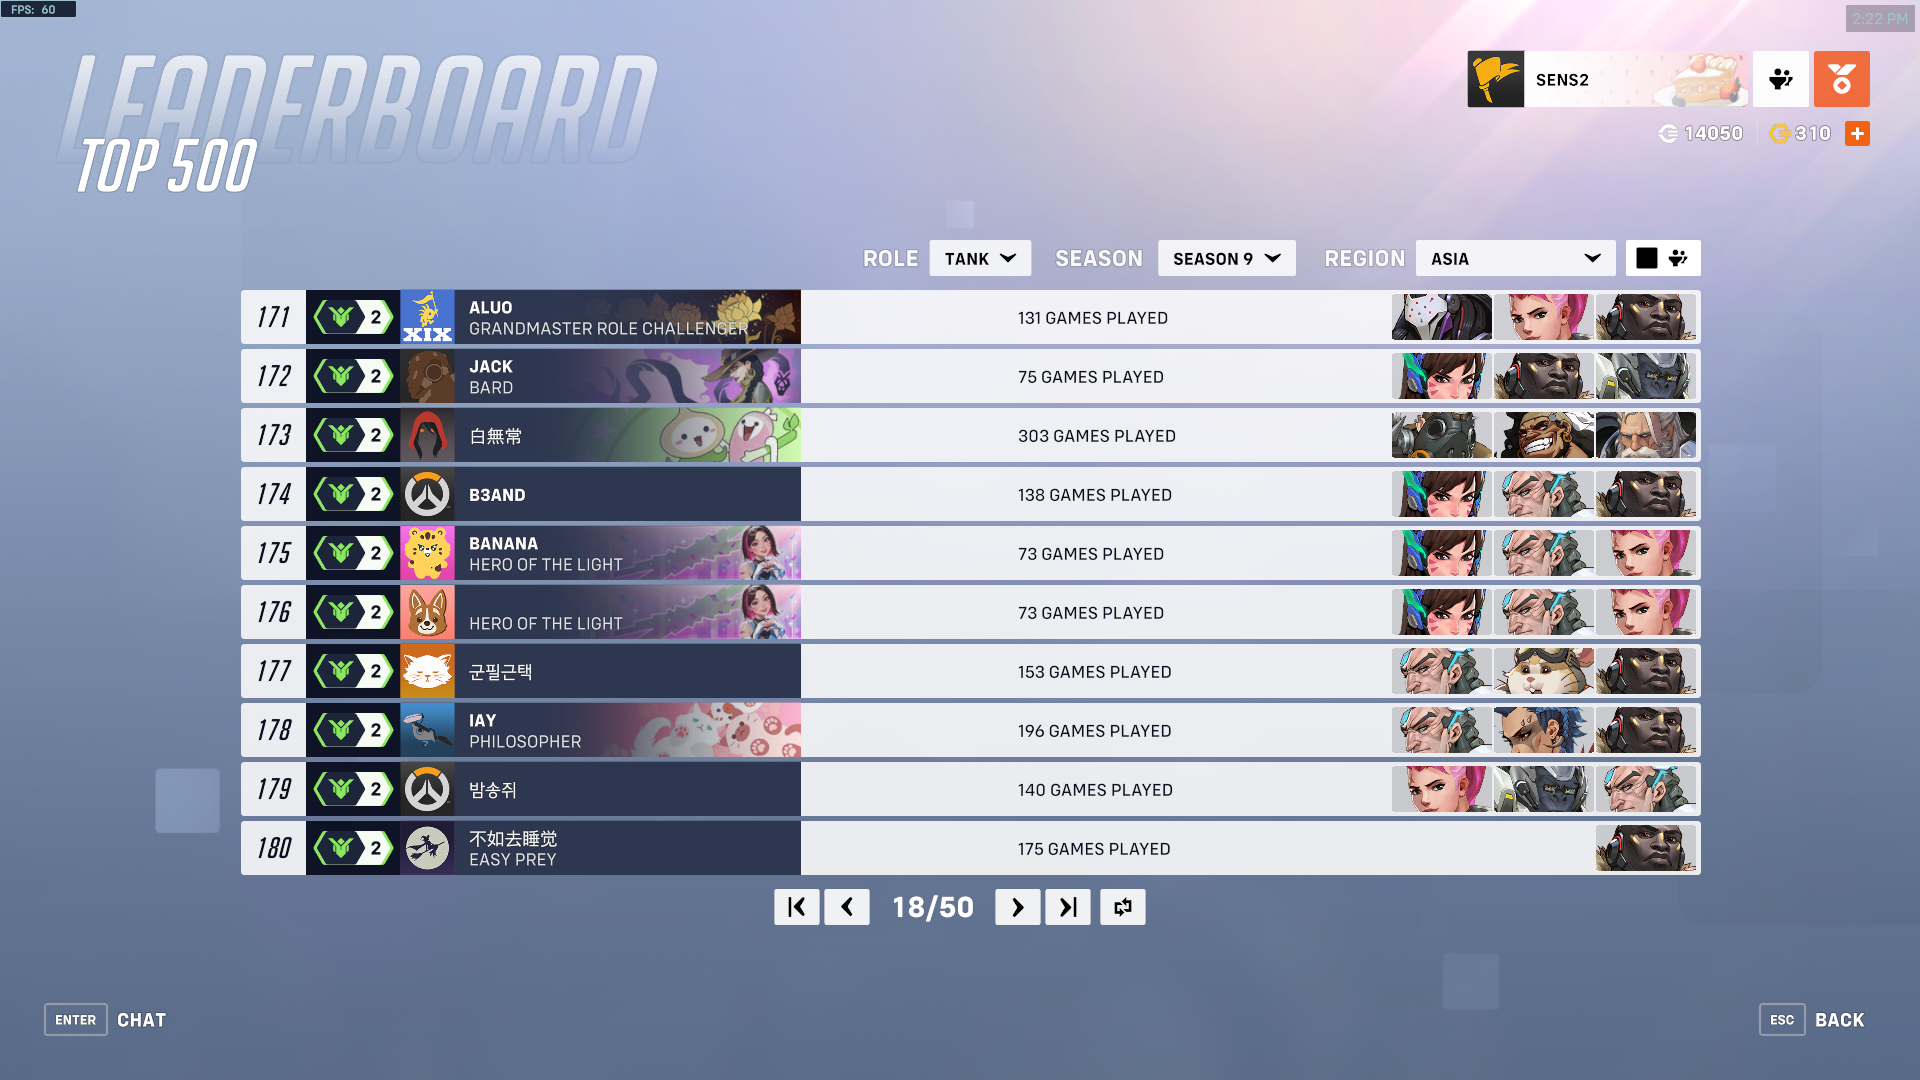 FPS: 60
2:22 PM
LEADERBOARD
TOP 500
SENS2
14050
310
ROLE TANK SEASON SEASON 9 REGION ASIA
171 2 XIX ALUO GRANDMASTER ROLE CHALLENGER 131 GAMES PLAYED
172 2 JACK BARD 75 GAMES PLAYED
173 2 白無常 303 GAMES PLAYED
174 2 B3AND 138 GAMES PLAYED
175 2 BANANA HERO OF THE LIGHT 73 GAMES PLAYED
176 2 HERO OF THE LIGHT 73 GAMES PLAYED
177 2 군필근택 153 GAMES PLAYED
178 2 IAY PHILOSOPHER 196 GAMES PLAYED
179 2 밤송쥐 140 GAMES PLAYED
180 2 不如去睡觉 EASY PREY 175 GAMES PLAYED
18/50
ENTER CHAT
ESC BACK